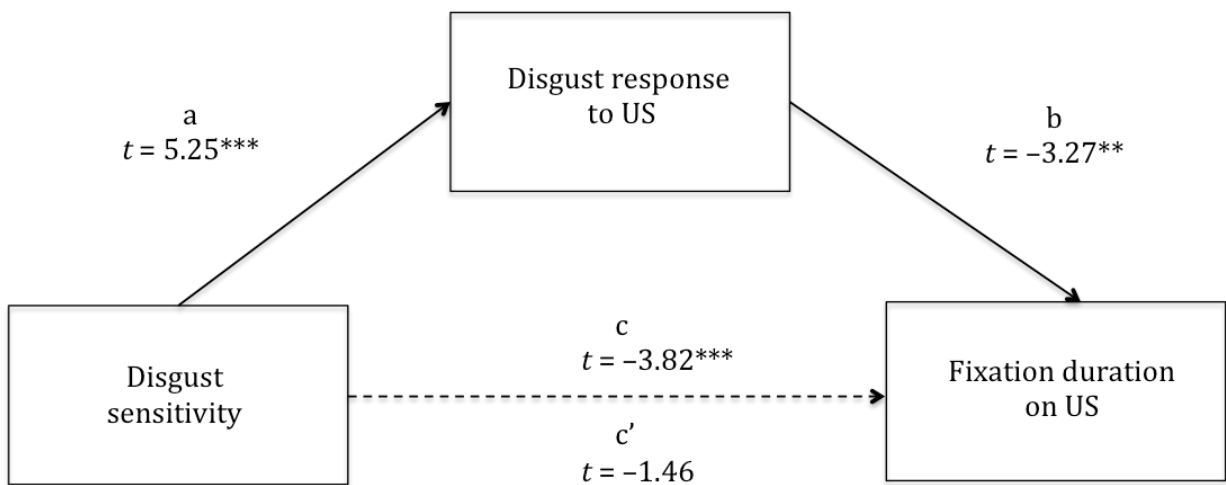 Disgust response
to US
a
t = 5.25***
b
t = –3.27**
Disgust
sensitivity
c
t = –3.82***
c’
t = –1.46
Fixation duration
on US